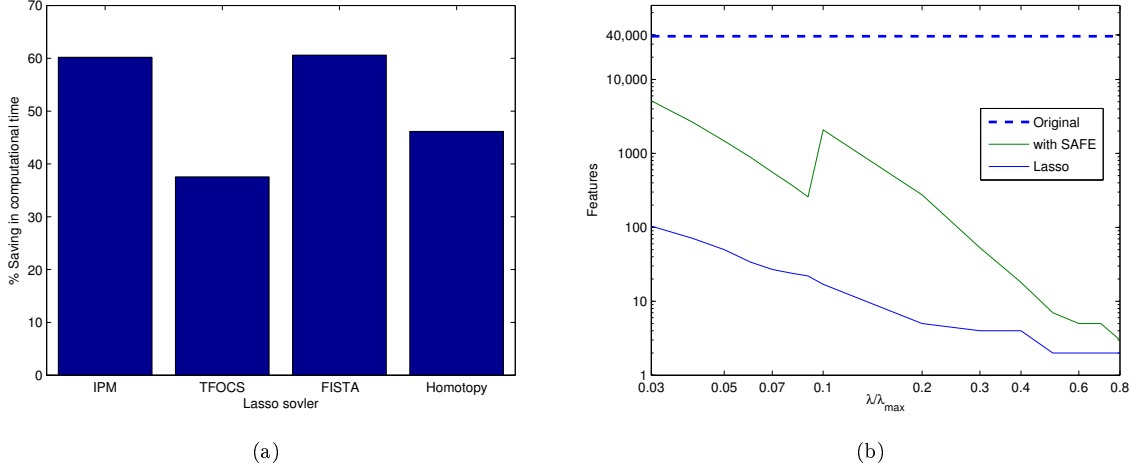 70
60
50
40
30
20
10
0
% Saving in computational time
IPM TFOCS FISTA Homotopy
Lasso sovler
(a)
40,000
10,000
1000
100
10
1
Features
Original
with SAFE
Lasso
0.03 0.05 0.07 0.1 0.2 0.3 0.4 0.6 0.8
λ/λmax
(b)